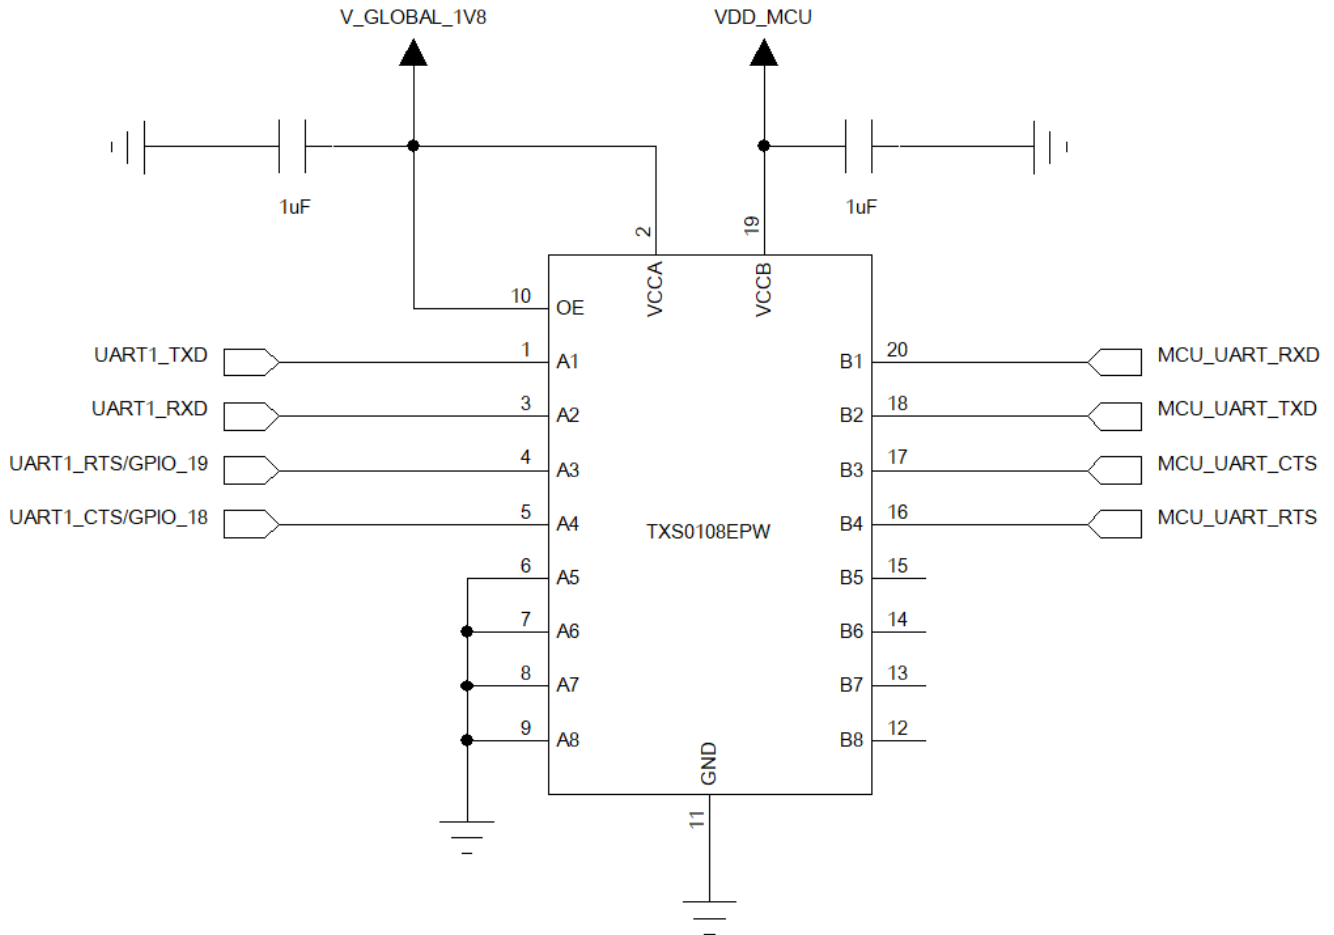 V_GLOBAL_1V8
VDD_MCU
1uF
1uF
2
19
VCCA
VCCB
10
OE
UART1_TXD
1
A1
B1
20
MCU_UART_RXD
UART1_RXD
3
A2
B2
18
MCU_UART_TXD
UART1_RTS/GPIO_19
4
A3
B3
17
MCU_UART_CTS
UART1_CTS/GPIO_18
5
A4
TXS0108EPW
B4
16
MCU_UART_RTS
6
A5
B5
15
7
A6
B6
14
8
A7
B7
13
9
A8
B8
12
GND
11